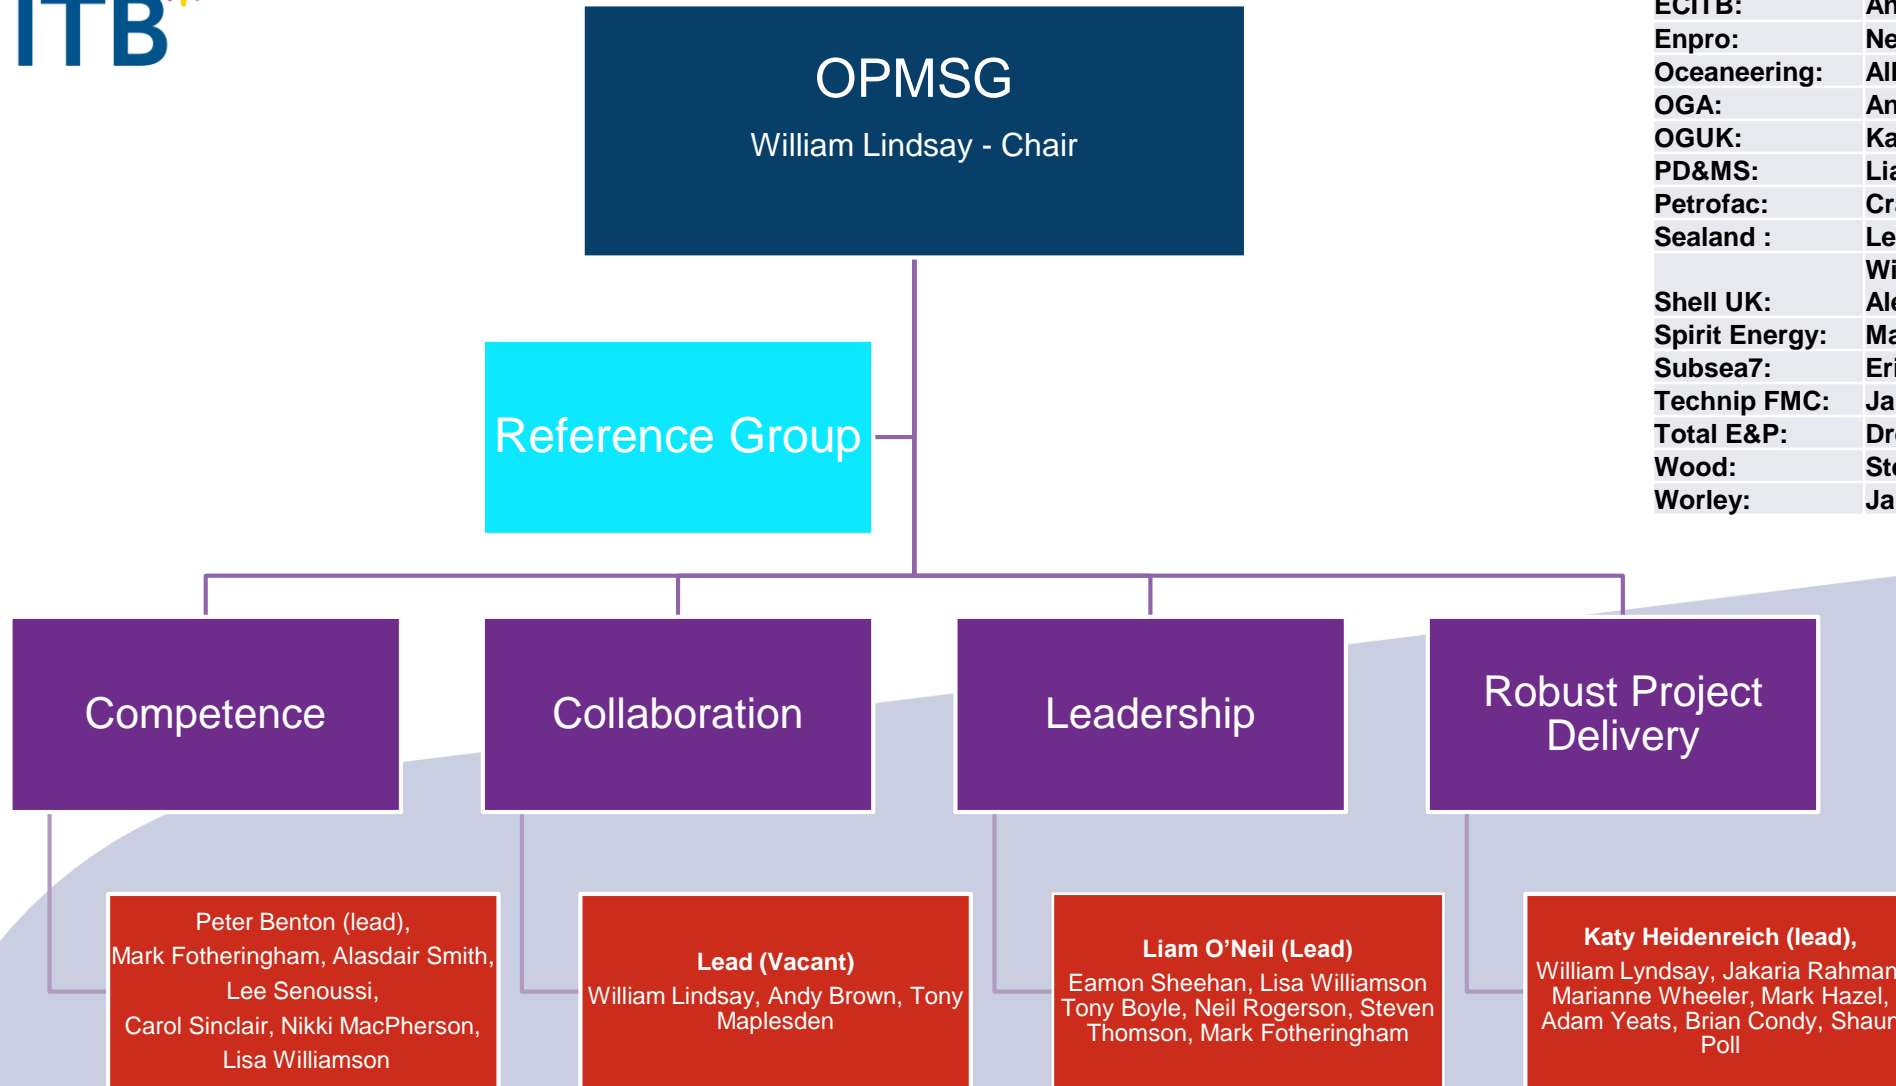 ITB
OPMSG
William Lindsay - Chair
ECITB:
Enpro:
Oceaneering:
OGA:
OGUK:
PD&MS:
Petrofac:
Sealand :
Shell UK:
Spirit Energy:
Subsea7:
Technip FMC:
Total E&P:
Wood:
Worley:
Reference Group
Competence
Collaboration
Leadership
Robust Project
Delivery
Peter Benton (lead),
Mark Fotheringham, Alasdair Smith,
Lee Senoussi,
Carol Sinclair, Nikki MacPherson,
Lisa Williamson
Lead (Vacant)
William Lindsay, Andy Brown, Tony
Maplesden
Liam O’Neil (Lead)
Eamon Sheehan, Lisa Williamson
Tony Boyle, Neil Rogerson, Steven
Thomson, Mark Fotheringham
Katy Heidenreich (lead),
William Lyndsay, Jakaria Rahman
Marianne Wheeler, Mark Hazel,
Adam Yeats, Brian Condy, Shaun
Poll